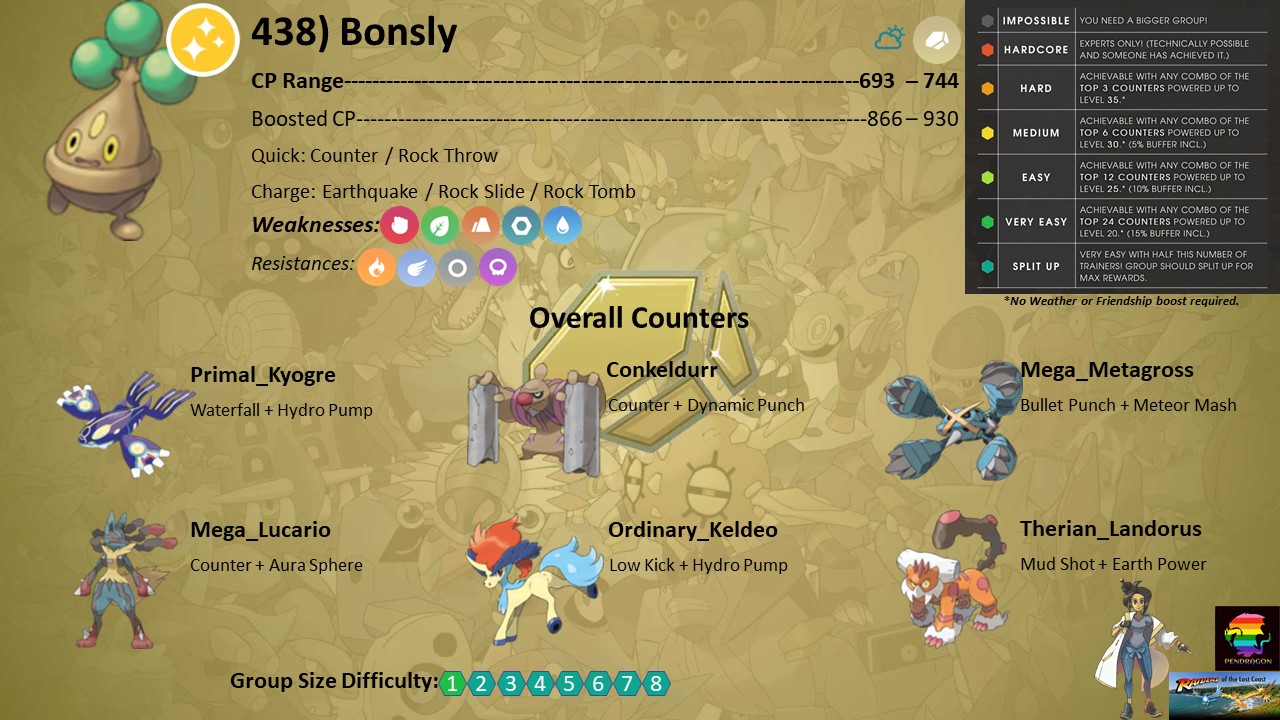 438) Bonsly
CP Range------------------------------------------------------------------------------------693 – 744
Boosted CP------------------------------------------------------------------------------------866 – 930
Quick: Counter / Rock Throw
Charge: Earthquake / Rock Slide / Rock Tomb
Weaknesses:
Resistances:
IMPOSSIBLE YOU NEED A BIGGER GROUP!
HARDCORE EXPERTS ONLY! (TECHNICALLY POSSIBLE
AND SOMEONE HAS ACHIEVED IT.)
HARD ACHIEVABLE WITH ANY COMBO OF THE
TOP 3 COUNTERS POWERED UP TO
LEVEL 35.*
MEDIUM ACHIEVABLE WITH ANY COMBO OF THE
TOP 6 COUNTERS POWERED UP TO
LEVEL 30.* (5% BUFFER INCL.)
EASY ACHIEVABLE WITH ANY COMBO OF THE
TOP 12 COUNTERS POWERED UP TO
LEVEL 25.* (10% BUFFER INCL.)
VERY EASY ACHIEVABLE WITH ANY COMBO OF THE
TOP 24 COUNTERS POWERED UP TO
LEVEL 20.* (15% BUFFER INCL.)
SPLIT UP VERY EASY WITH HALF THIS NUMBER OF
TRAINERS! GROUP SHOULD SPLIT UP FOR
MAX REWARDS.
*No Weather or Friendship boost required.
Overall Counters
Primal_Kyogre
Waterfall + Hydro Pump
Conkeldurr
Counter + Dynamic Punch
Mega_Metagross
Bullet Punch + Meteor Mash
Mega_Lucario
Counter + Aura Sphere
Ordinary_Keldeo
Low Kick + Hydro Pump
Therian_Landorus
Mud Shot + Earth Power
Group Size Difficulty: 1 2 3 4 5 6 7 8
PENDRAGON
RAIDERS of the Lost Coast